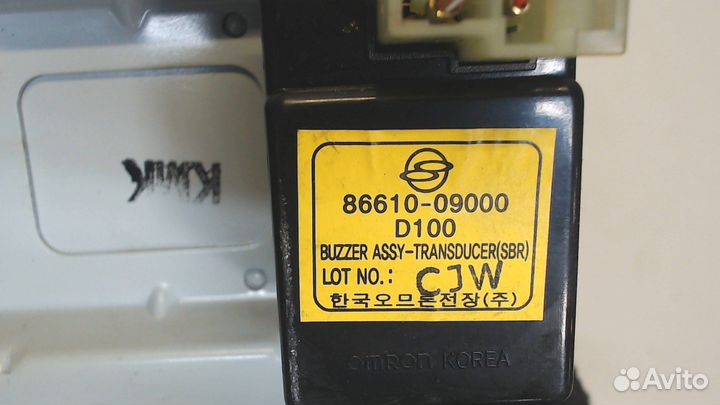 KWIK
86610-09000
D100
BUZZER ASSY-TRANSDUCER(SBR)
LOT NO.: CJW
한국오므론전장(주)
omRon KOREA
Avito